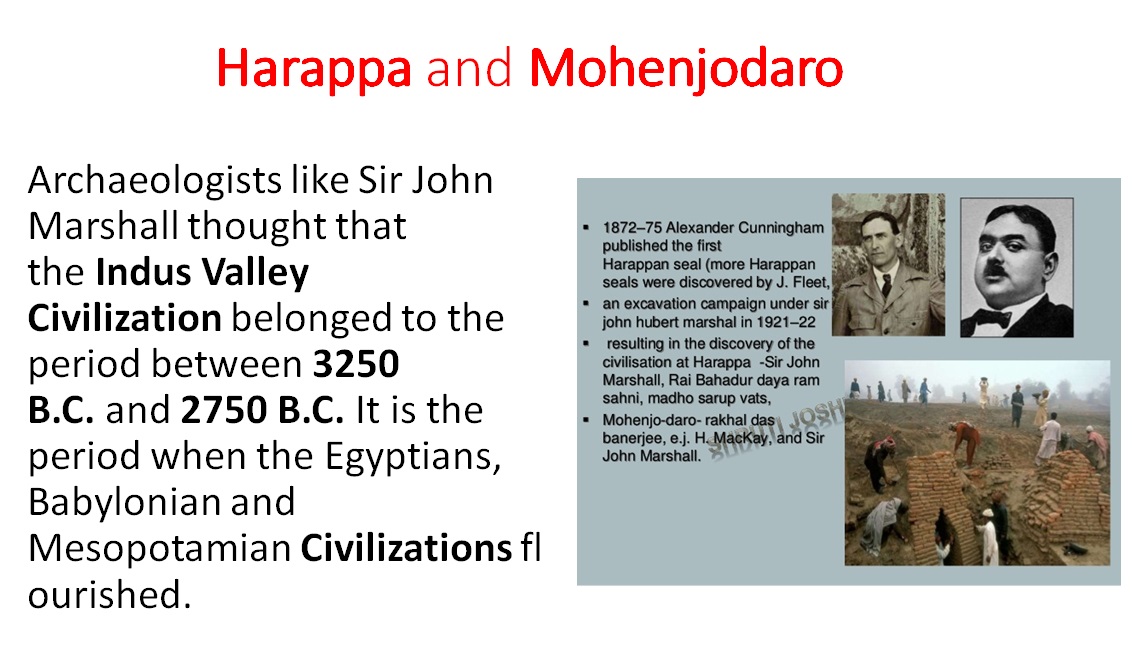 Harappa and Mohenjodaro
Archaeologists like Sir John
Marshall thought that
the Indus Valley
Civilization belonged to the
period between 3250
B.C. and 2750 B.C. It is the
period when the Egyptians,
Babylonian and
Mesopotamian Civilizations fl
ourished.
▪ 1872–75 Alexander Cunningham
published the first
Harappan seal (more Harappan
seals were discovered by J. Fleet,
▪ an excavation campaign under sir
john hubert marshal in 1921–22
▪ resulting in the discovery of the
civilisation at Harappa -Sir John
Marshall, Rai Bahadur daya ram
sahni, madho sarup vats,
▪ Mohenjo-daro- rakhal das
banerjee, e.j. H. MacKay, and Sir
John Marshall.
JOSHI